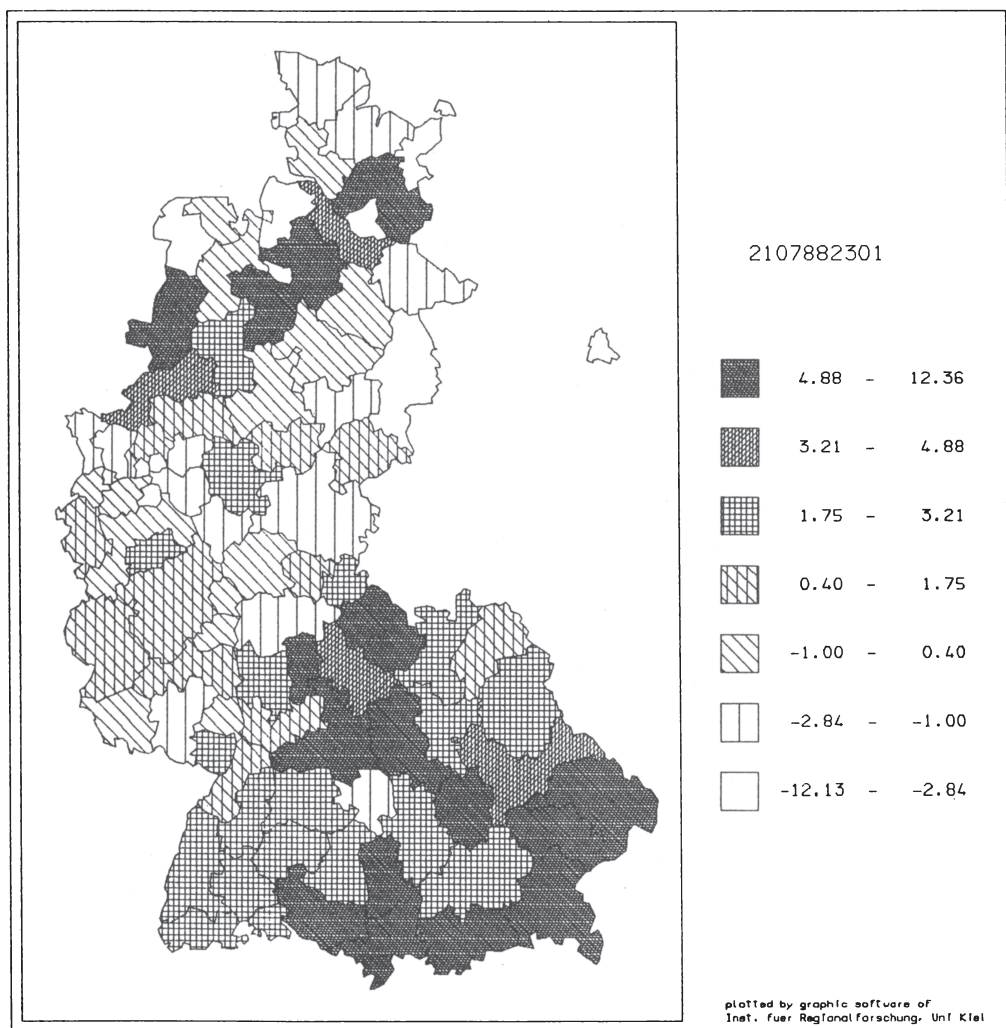 2107882301
4.88 - 12.36
3.21 - 4.88
1.75 - 3.21
0.40 - 1.75
-1.00 - 0.40
-2.84 - -1.00
-12.13 - -2.84
plotted by graphic software of
Inst. fuer Regionalforschung, Uni Kiel